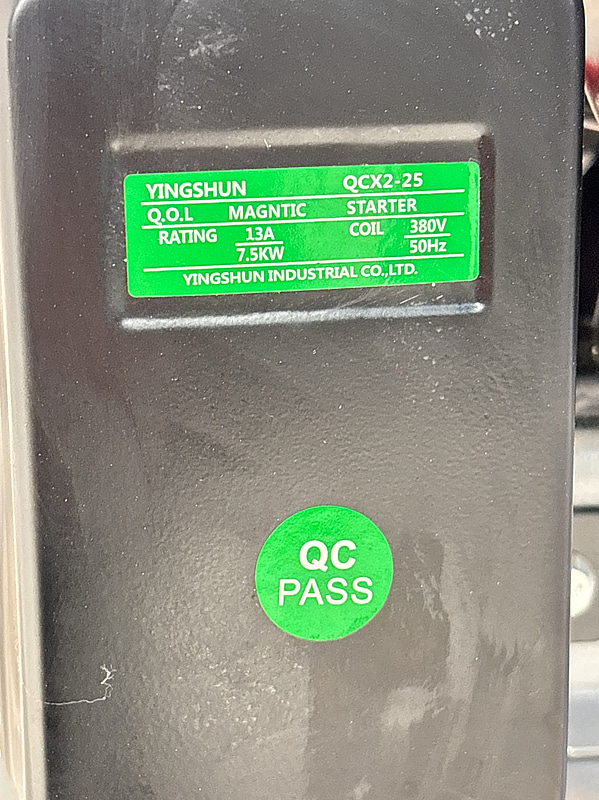 YINGSHUN QCX2-25
Q.O.L MAGNTIC STARTER
RATING 13A COIL 380V
7.5KW 50Hz
YINGSHUN INDUSTRIAL CO.,LTD.
QC
PASS